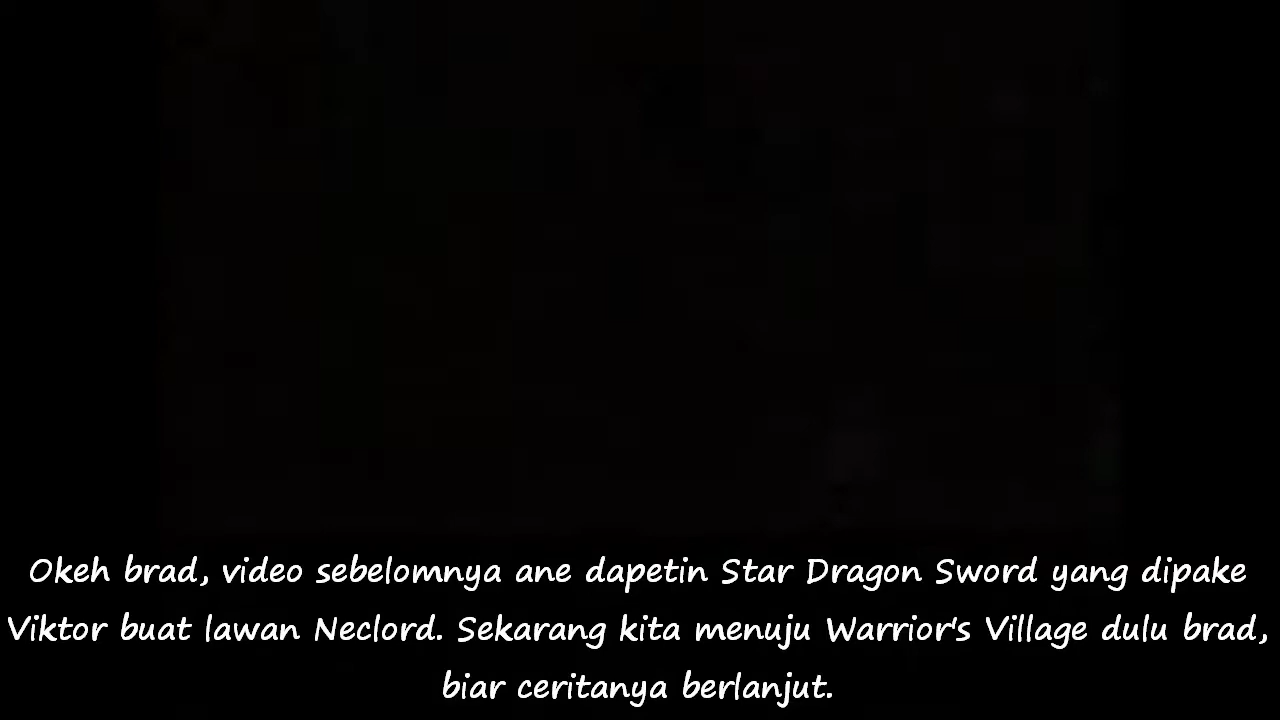 Okeh brad, video sebelomnya ane dapetin Star Dragon Sword yang dipake
Viktor buat lawan Neclord. Sekarang kita menuju Warrior's Village dulu brad,
biar ceritanya berlanjut.